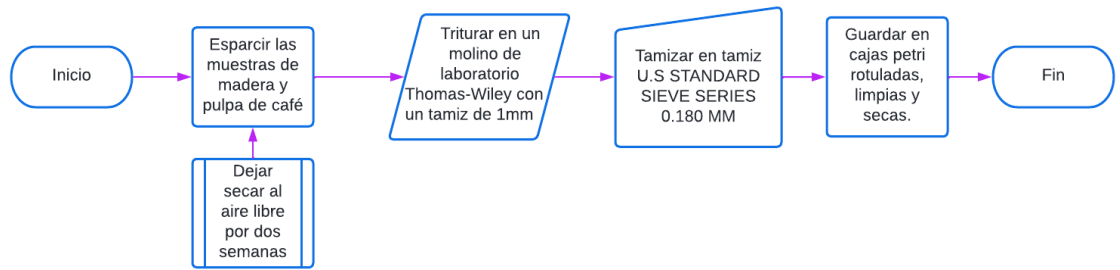 Inicio
Esparcir las
muestras de
madera y
pulpa de café
Dejar
secar al
aire libre
por dos
semanas
Triturar en un
molino de
laboratorio
Thomas-Wiley con
un tamiz de 1mm
Tamizar en tamiz
U.S STANDARD
SIEVE SERIES
0.180 MM
Guardar en
cajas petri
rotuladas,
limpias y
secas.
Fin